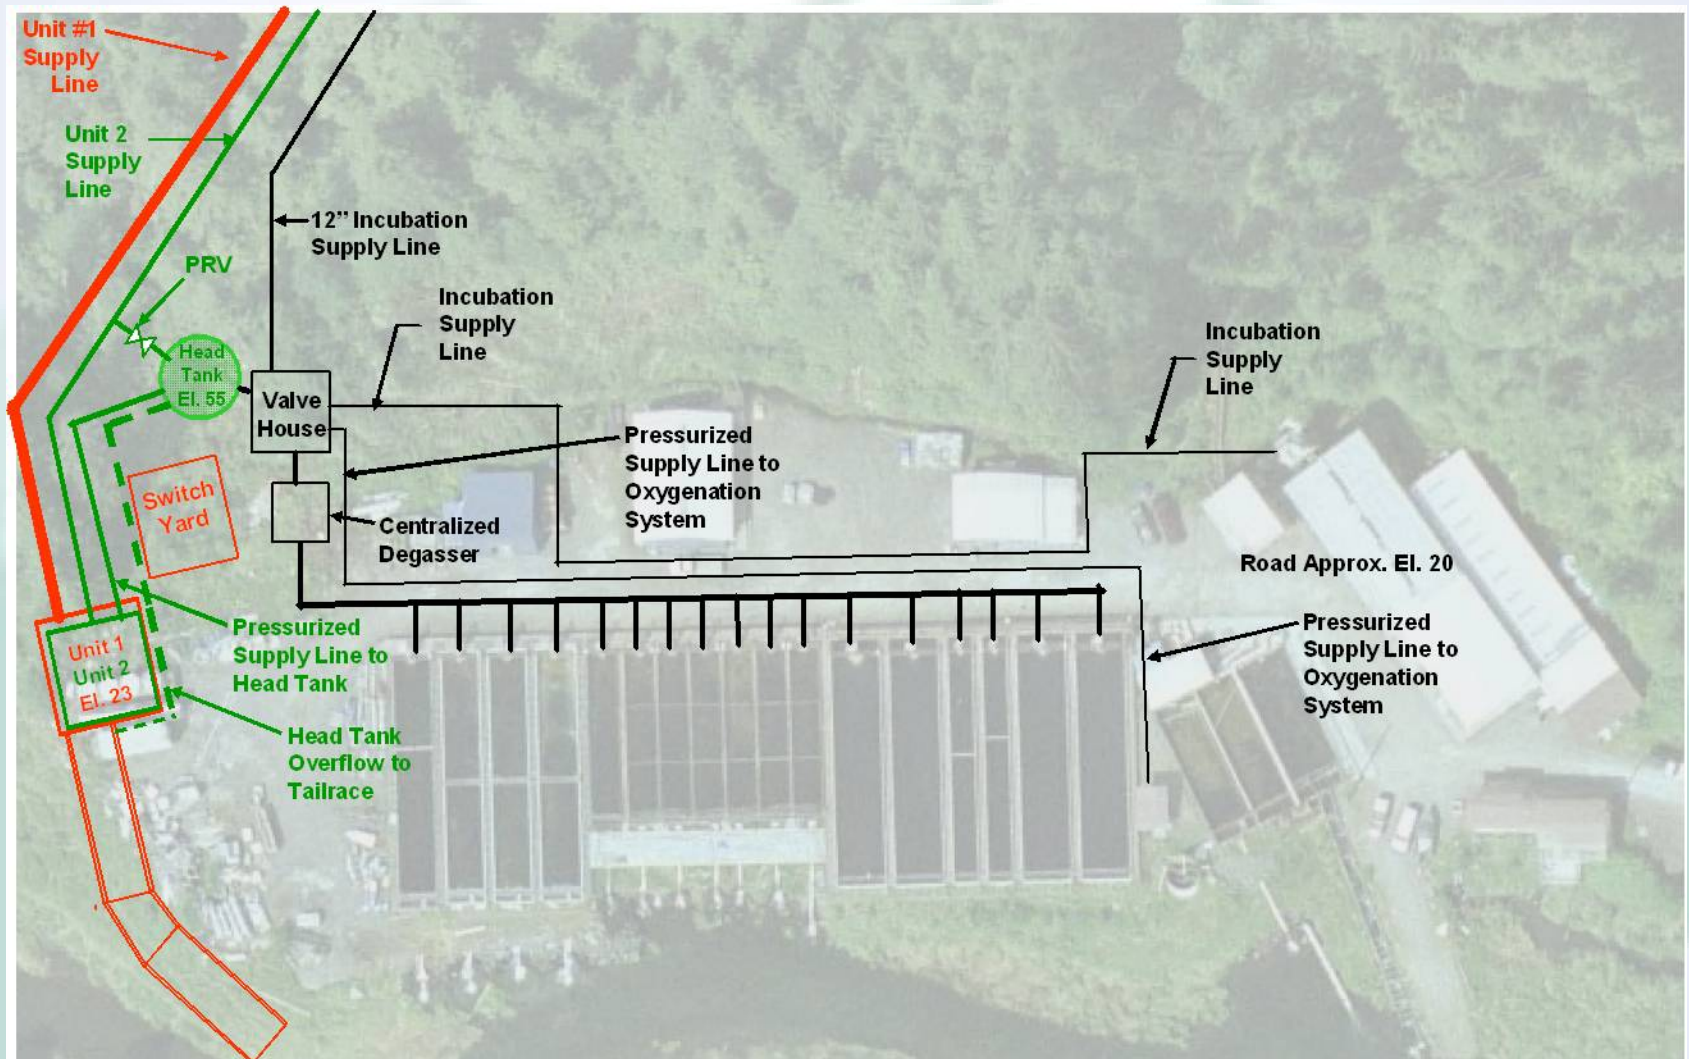 Unit #1
Supply
Line
Unit 2
Supply
Line
12” Incubation
Supply Line
PRV
Incubation
Supply
Line
Incubation
Supply
Line
Head
Tank
El. 55
Valve
House
Pressurized
Supply Line to
Oxygenation
System
Switch
Yard
Centralized
Degasser
Road Approx. El. 20
Pressurized
Supply Line to
Head Tank
Unit 1
Unit 2
El. 23
Pressurized
Supply Line to
Oxygenation
System
Head Tank
Overflow to
Tailrace